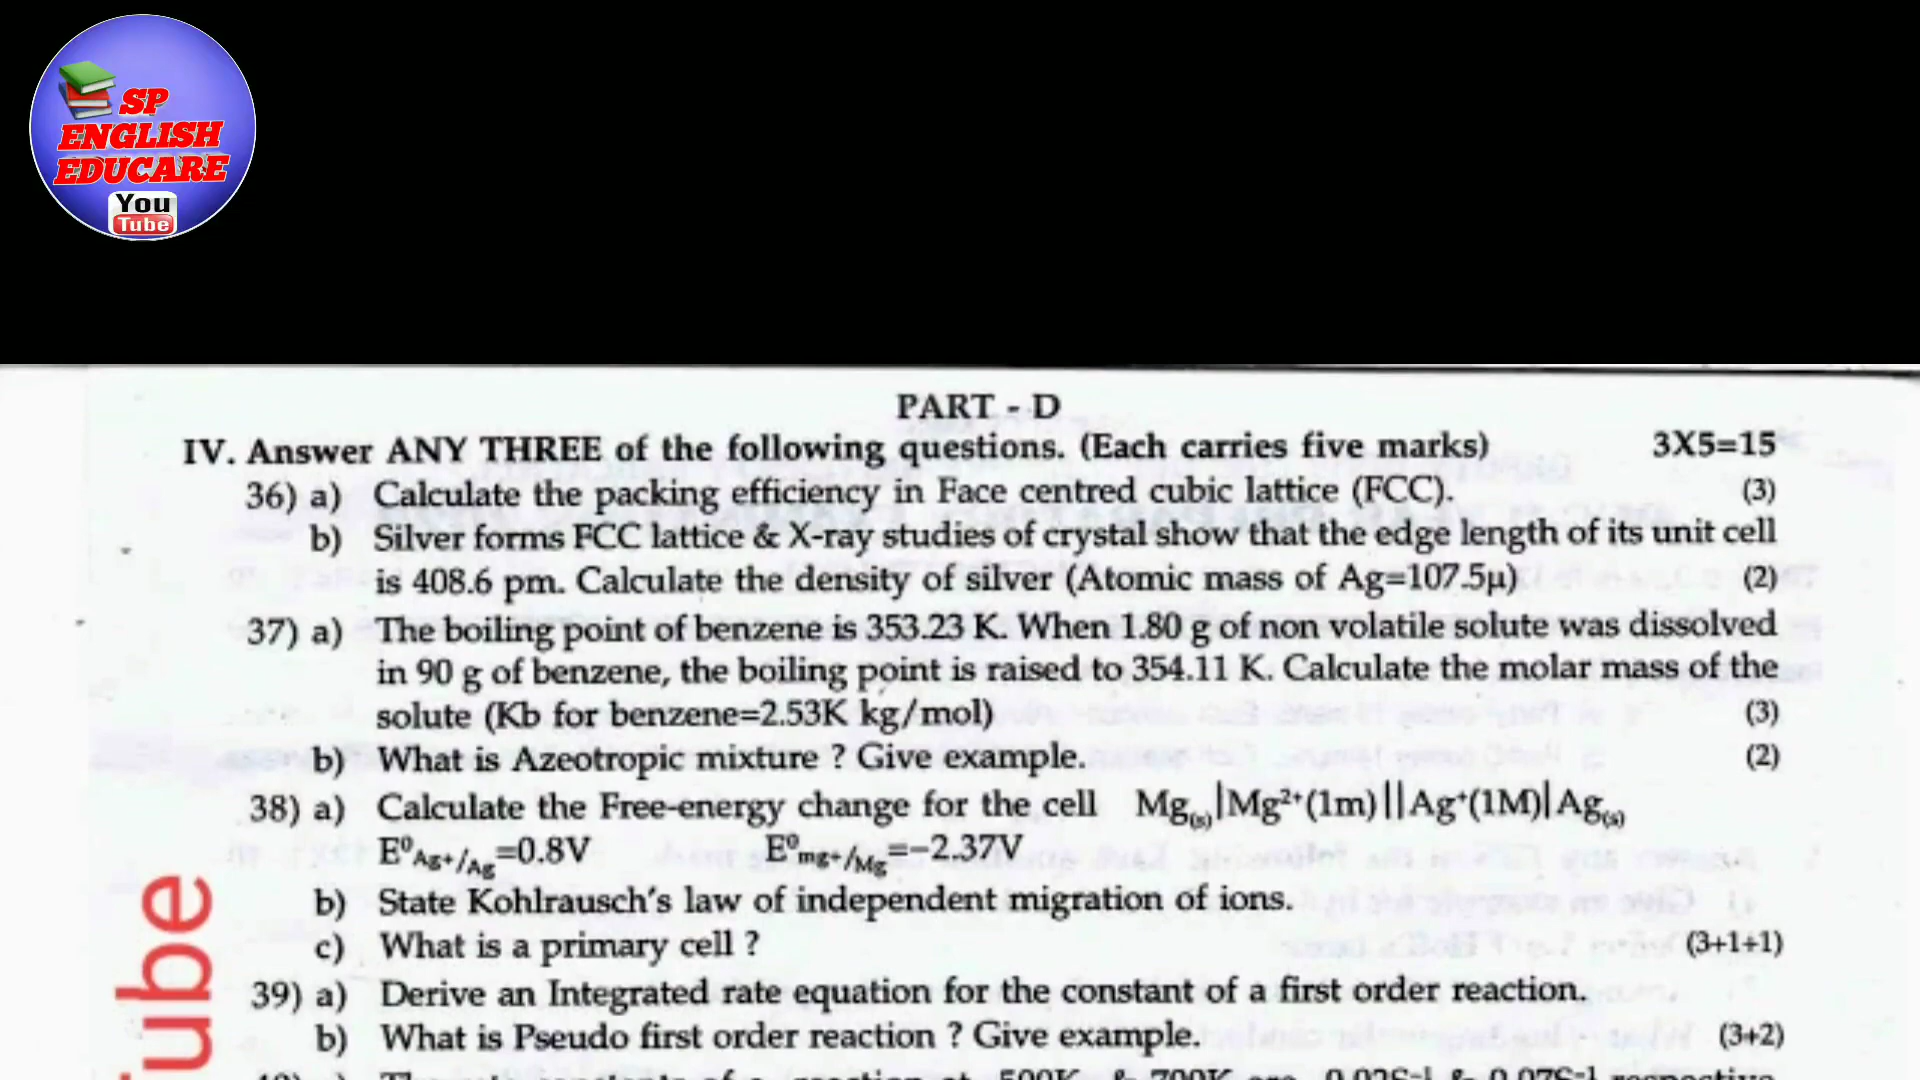 SP
ENGLISH
EDUCARE
You
Tube
PART - D
IV. Answer ANY THREE of the following questions. (Each carries five marks) 3X5=15
36) a) Calculate the packing efficiency in Face centred cubic lattice (FCC). (3)
b) Silver forms FCC lattice & X-ray studies of crystal show that the edge length of its unit cell
is 408.6 pm. Calculate the density of silver (Atomic mass of Ag=107.5μ) (2)
37) a) The boiling point of benzene is 353.23 K. When 1.80 g of non volatile solute was dissolved
in 90 g of benzene, the boiling point is raised to 354.11 K. Calculate the molar mass of the
solute (Kb for benzene=2.53K kg/mol) (3)
b) What is Azeotropic mixture ? Give example. (2)
38) a) Calculate the Free-energy change for the cell Mg(s)|Mg²⁺(1m)||Ag⁺(1M)|Ag(s)
E⁰Ag+/Ag=0.8V E⁰mg+/Mg=−2.37V
b) State Kohlrausch's law of independent migration of ions.
c) What is a primary cell ? (3+1+1)
39) a) Derive an Integrated rate equation for the constant of a first order reaction.
b) What is Pseudo first order reaction ? Give example. (3+2)
ube